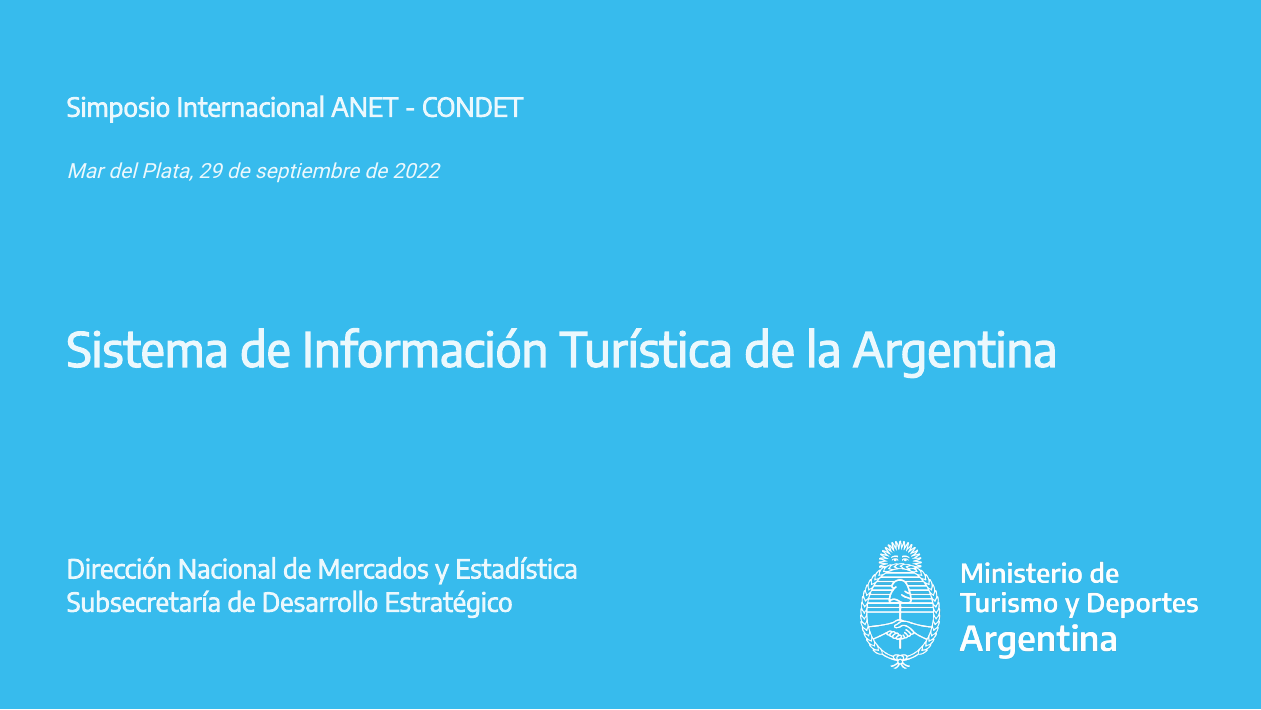 Simposio Internacional ANET - CONDET
Mar del Plata, 29 de septiembre de 2022
Sistema de Información Turística de la Argentina
Dirección Nacional de Mercados y Estadística
Subsecretaría de Desarrollo Estratégico
Ministerio de
Turismo y Deportes
Argentina